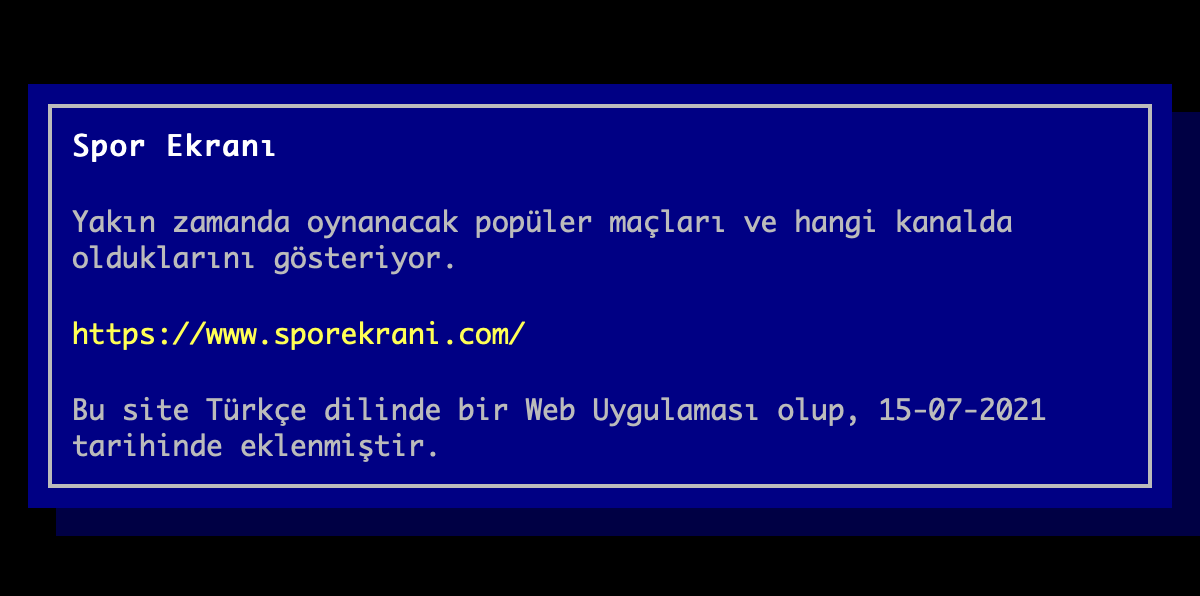 Spor Ekranı
Yakın zamanda oynanacak popüler maçları ve hangi kanalda
olduklarını gösteriyor.
https://www.sporekrani.com/
Bu site Türkçe dilinde bir Web Uygulaması olup, 15-07-2021
tarihinde eklenmiştir.